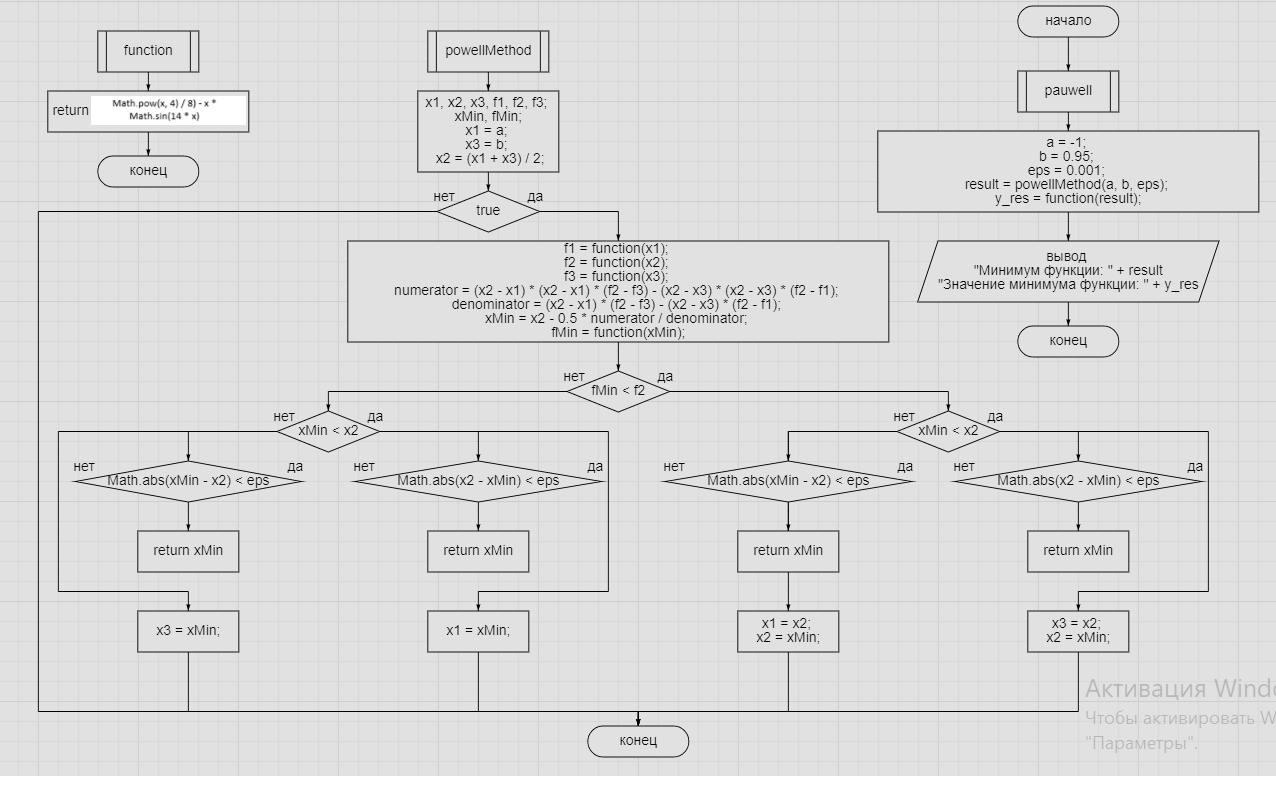 function
return
Math.pow(x, 4) / 8) - x *
Math.sin(14 * x)
конец
powellMethod
x1, x2, x3, f1, f2, f3;
xMin, fMin;
x1 = a;
x3 = b;
x2 = (x1 + x3) / 2;
нет
да
true
f1 = function(x1);
f2 = function(x2);
f3 = function(x3);
numerator = (x2 - x1) * (x2 - x1) * (f2 - f3) - (x2 - x3) * (x2 - x3) * (f2 - f1);
denominator = (x2 - x1) * (f2 - f3) - (x2 - x3) * (f2 - f1);
xMin = x2 - 0.5 * numerator / denominator;
fMin = function(xMin);
нет
да
fMin < f2
нет
да
xMin < x2
нет
да
Math.abs(xMin - x2) < eps
return xMin
x3 = xMin;
нет
да
Math.abs(x2 - xMin) < eps
return xMin
x1 = xMin;
нет
да
xMin < x2
нет
да
Math.abs(xMin - x2) < eps
return xMin
x1 = x2;
x2 = xMin;
нет
да
Math.abs(x2 - xMin) < eps
return xMin
x3 = x2;
x2 = xMin;
конец
начало
pauwell
a = -1;
b = 0.95;
eps = 0.001;
result = powellMethod(a, b, eps);
y_res = function(result);
вывод
"Минимум функции: " + result
"Значение минимума функции: " + y_res
конец
Активация Windo
Чтобы активировать W
"Параметры".